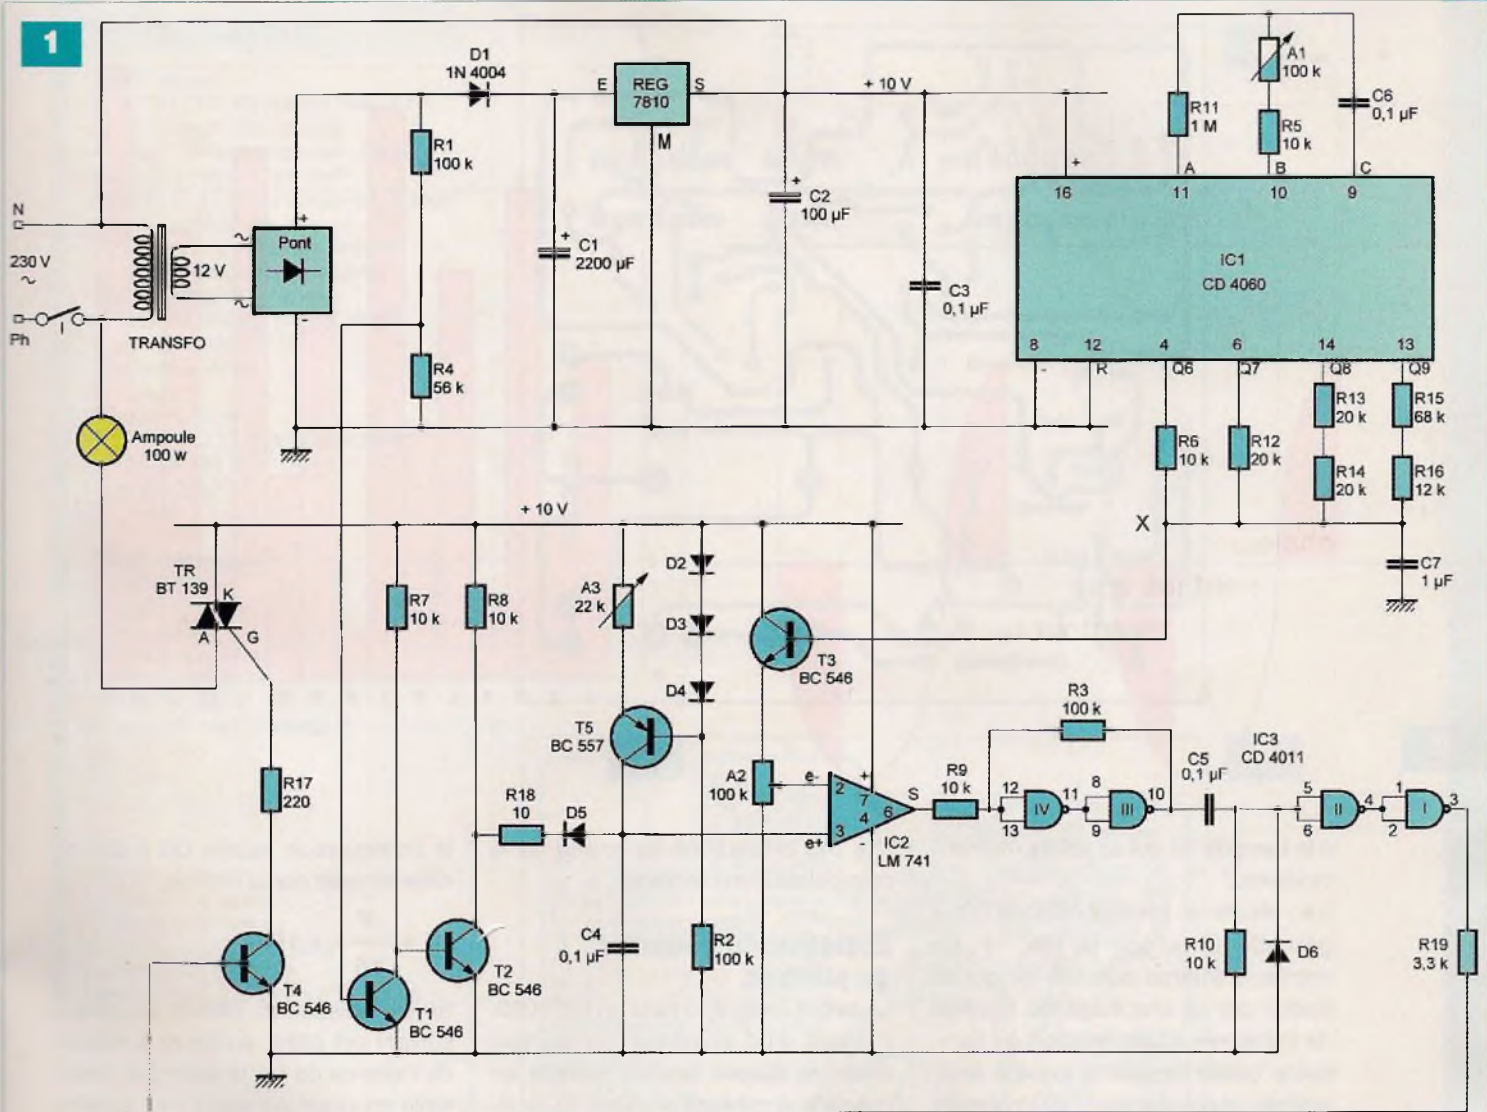 1
D1
1N 4004
E
REG
7810
S
M
+ 10 V
R1
100 k
R4
56 k
N
230 V
~
Ph
I
TRANSFO
12 V
~
~
+
Pont
-
+
C1
2200 µF
+
C2
100 µF
C3
0,1 µF
A1
100 k
R11
1 M
R5
10 k
C6
0,1 µF
+
A
B
C
16
11
10
9
IC1
CD 4060
8
12
4
6
14
13
-
R
Q6
Q7
Q8
Q9
R6
10 k
R12
20 k
R13
20 k
R14
20 k
R15
68 k
R16
12 k
X
C7
1 µF
Ampoule
100 w
+ 10 V
TR
BT 139
K
A
G
R7
10 k
R8
10 k
A3
22 k
D2
D3
D4
T3
BC 546
T5
BC 557
R17
220
R18
10
D5
A2
100 k
e-
e+
2
3
+
7
4
6
-
S
IC2
LM 741
R9
10 k
R3
100 k
12
13
IV
11
8
9
III
10
C5
0,1 µF
IC3
CD 4011
5
6
II
4
1
2
I
3
T4
BC 546
T1
BC 546
T2
BC 546
C4
0,1 µF
R2
100 k
R10
10 k
D6
R19
3,3 k